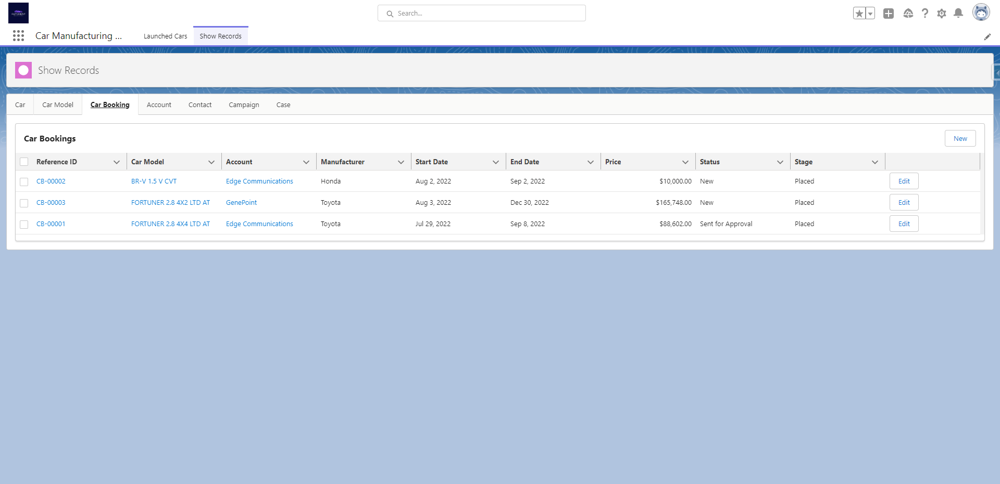 AUTORENT
Search...
Car Manufacturing ...
Launched Cars
Show Records
Show Records
Car
Car Model
Car Booking
Account
Contact
Campaign
Case
Car Bookings
New
Reference ID Car Model Account Manufacturer Start Date End Date Price Status Stage
CB-00002 BR-V 1.5 V CVT Edge Communications Honda Aug 2, 2022 Sep 2, 2022 $10,000.00 New Placed Edit
CB-00003 FORTUNER 2.8 4X2 LTD AT GenePoint Toyota Aug 3, 2022 Dec 30, 2022 $165,748.00 New Placed Edit
CB-00001 FORTUNER 2.8 4X4 LTD AT Edge Communications Toyota Jul 29, 2022 Sep 8, 2022 $88,602.00 Sent for Approval Placed Edit